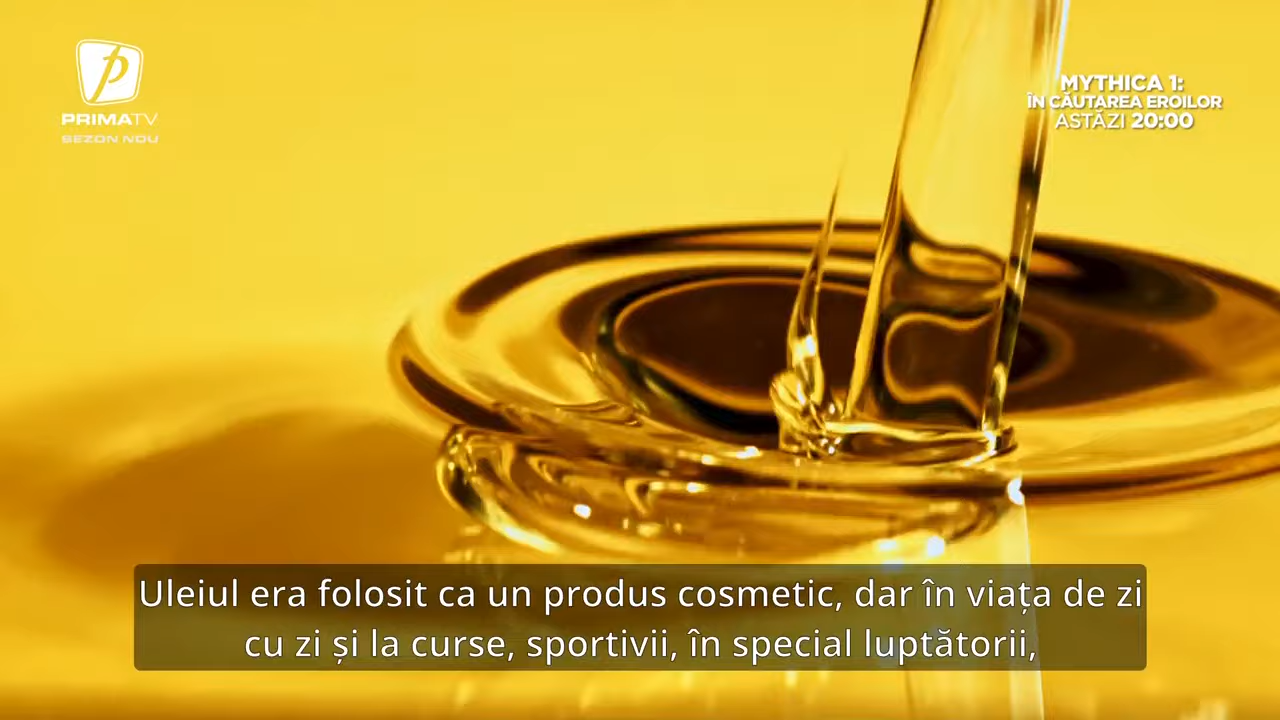 PRIMATV
SEZON NOU
MYTHICA 1:
ÎN CĂUTAREA EROILOR
ASTĂZI 20:00
Uleiul era folosit ca un produs cosmetic, dar în viața de zi
cu zi și la curse, sportivii, în special luptătorii,